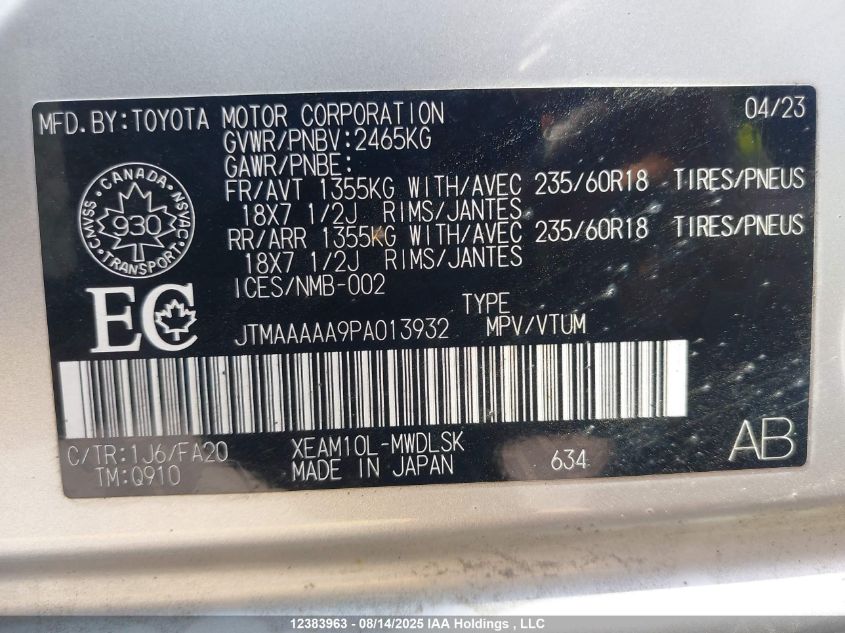 MFD.BY:TOYOTA MOTOR CORPORATION 04/23
GVWR/PNBV:2465KG
GAWR/PNBE:
FR/AVT 1355KG WITH/AVEC 235/60R18 TIRES/PNEUS
18X7 1/2J RIMS/JANTES
RR/ARR 1355KG WITH/AVEC 235/60R18 TIRES/PNEUS
18X7 1/2J RIMS/JANTES
ICES/NMB-002
CANADA
CMVSS 930 NSVAC
TRANSPORT
EC
TYPE
JTMAAAAA9PA013932 MPV/VTUM
C/TR:1J6/FA20 XEAM10L-MWDLSK
TM:Q910 MADE IN JAPAN 634
AB
12383963 - 08/14/2025 IAA Holdings , LLC